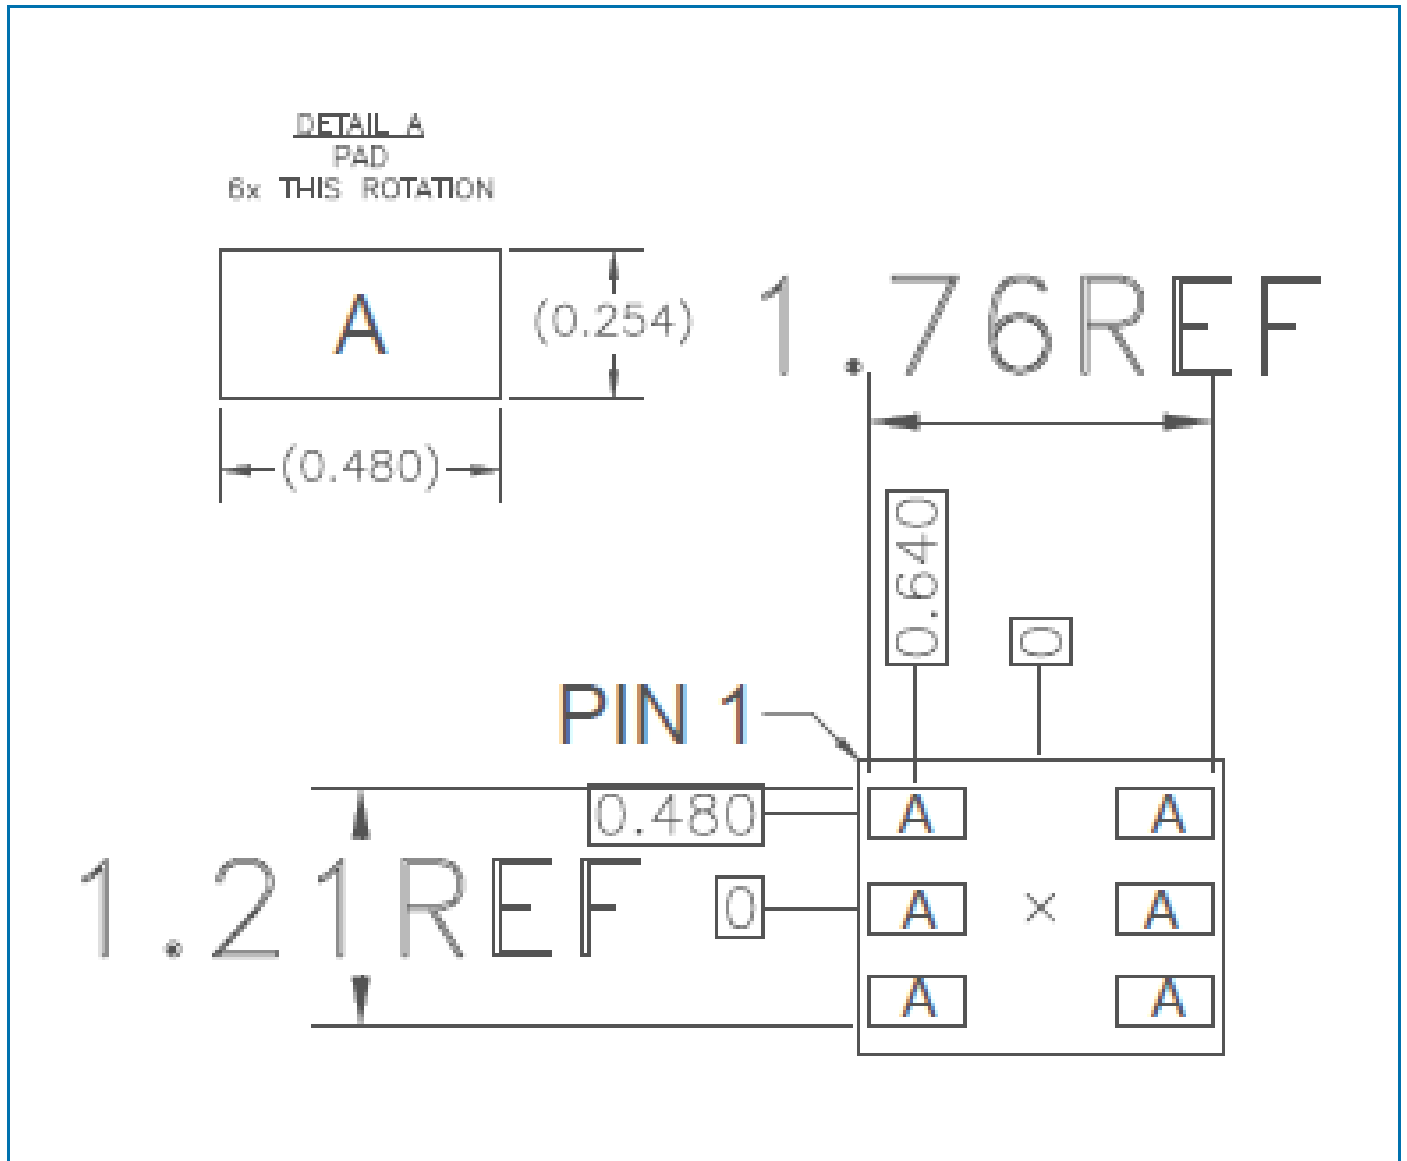 DETAIL A
PAD
6x THIS ROTATION
A
(0.254)
(0.480)
1.76REF
0.640
0
PIN 1
0.480
1.21REF
0
A A
A A
A A